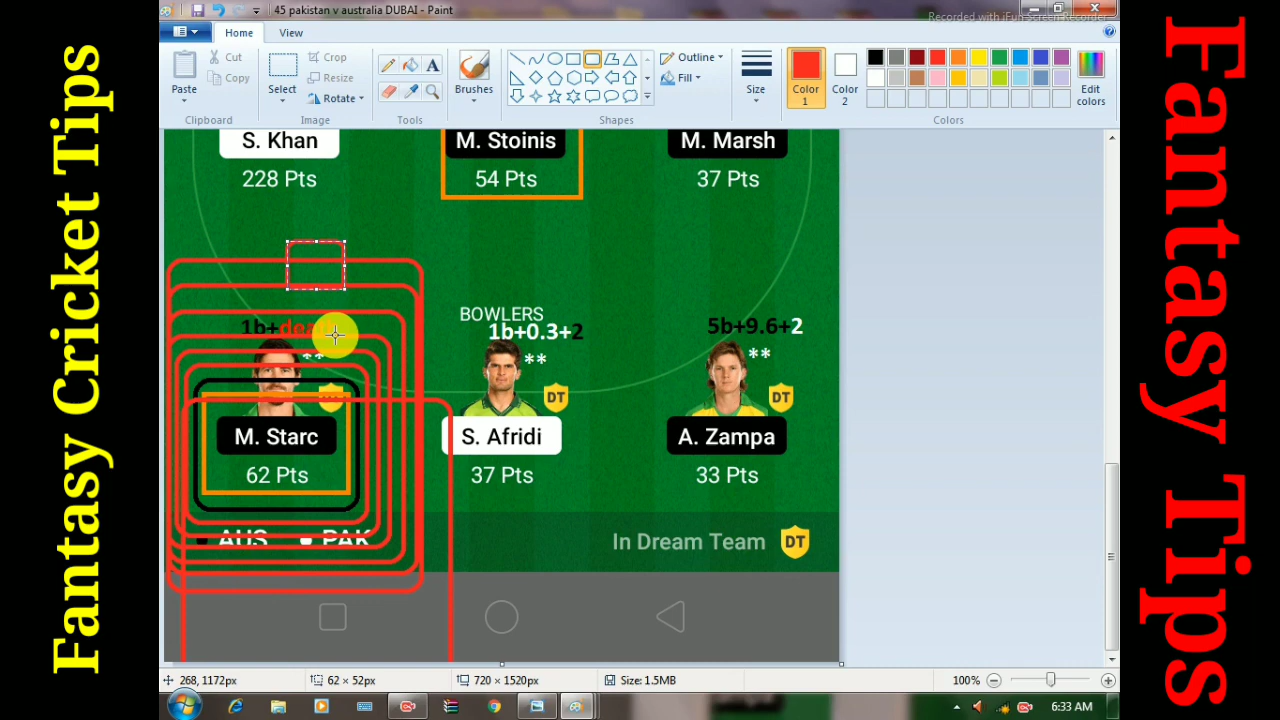 45 pakistan v australia DUBAI - Paint
Recorded with iFun Screen Recorder
Home View
Paste
Cut
Copy
Clipboard
Select
Crop
Resize
Rotate
Image
A
Tools
Brushes
Outline
Fill
Shapes
Size
Color 1
Color 2
Edit colors
Colors
Fantasy Cricket Tips
Fantasy Tips
S. Khan
228 Pts
M. Stoinis
54 Pts
M. Marsh
37 Pts
BOWLERS
1b+
1b+0.3+2
5b+9.6+2
**
**
**
DT
DT
DT
M. Starc
62 Pts
S. Afridi
37 Pts
A. Zampa
33 Pts
AUS PAK
In Dream Team DT
268, 1172px
62 × 52px
720 × 1520px
Size: 1.5MB
100%
6:33 AM